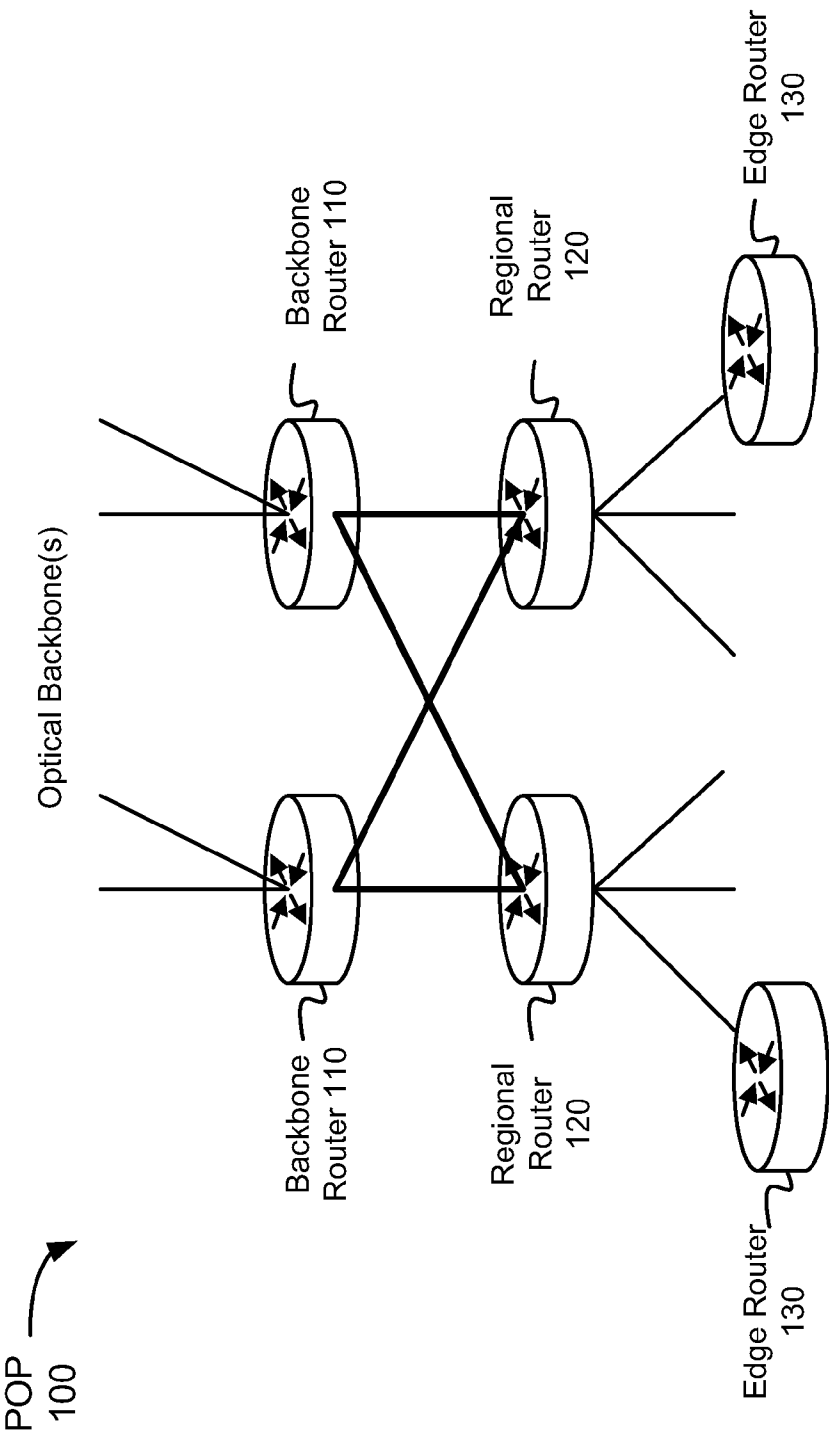 POP
100
Optical Backbone(s)
Backbone
Router 110
Backbone
Router 110
Regional
Router
120
Regional
Router
120
Edge Router
130
Edge Router
130